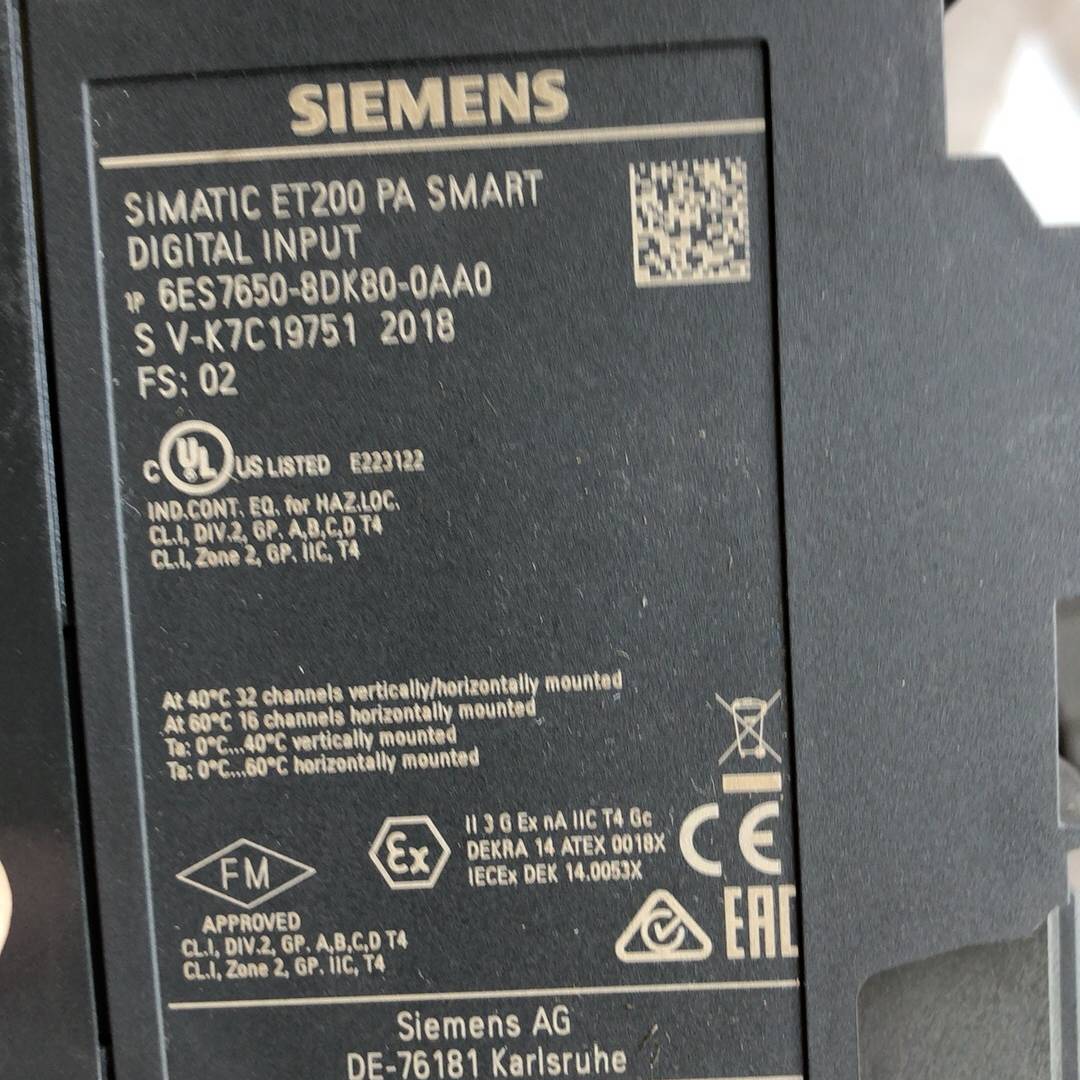 SIEMENS
SIMATIC ET200 PA SMART
DIGITAL INPUT
1P 6ES7650-8DK80-0AA0
S V-K7C19751 2018
FS: 02
C UL US LISTED E223122
IND.CONT. EQ. for HAZ.LOC.
CL.I, DIV.2, GP. A,B,C,D T4
CL.I, Zone 2, GP. IIC, T4
At 40°C 32 channels vertically/horizontally mounted
At 60°C 16 channels horizontally mounted
Ta: 0°C...40°C vertically mounted
Ta: 0°C...60°C horizontally mounted
II 3 G Ex nA IIC T4 Gc
Ex DEKRA 14 ATEX 0018X CE
IECEx DEK 14.0053X
FM
APPROVED
EAC
CL.I, DIV.2, GP. A,B,C,D T4
CL.I, Zone 2, GP. IIC, T4
Siemens AG
DE-76181 Karlsruhe